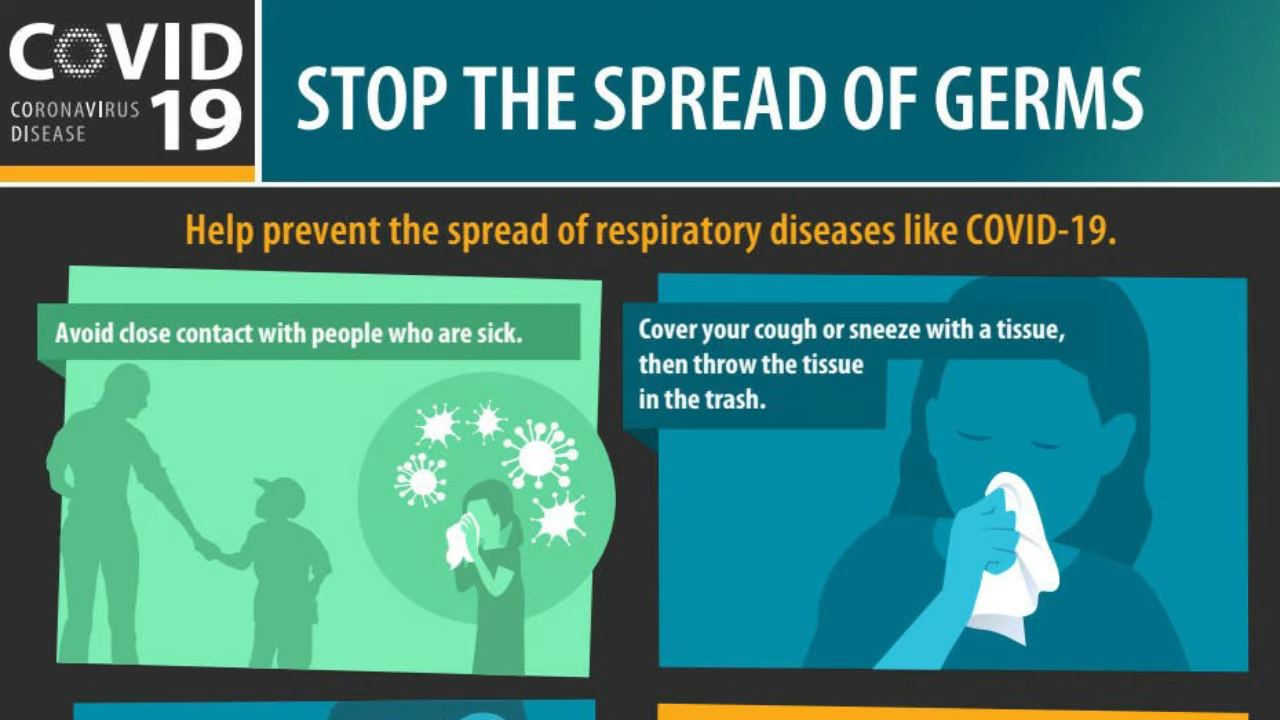 COVID
CORONAVIRUS
DISEASE
19
STOP THE SPREAD OF GERMS
Help prevent the spread of respiratory diseases like COVID-19.
Avoid close contact with people who are sick.
Cover your cough or sneeze with a tissue,
then throw the tissue
in the trash.